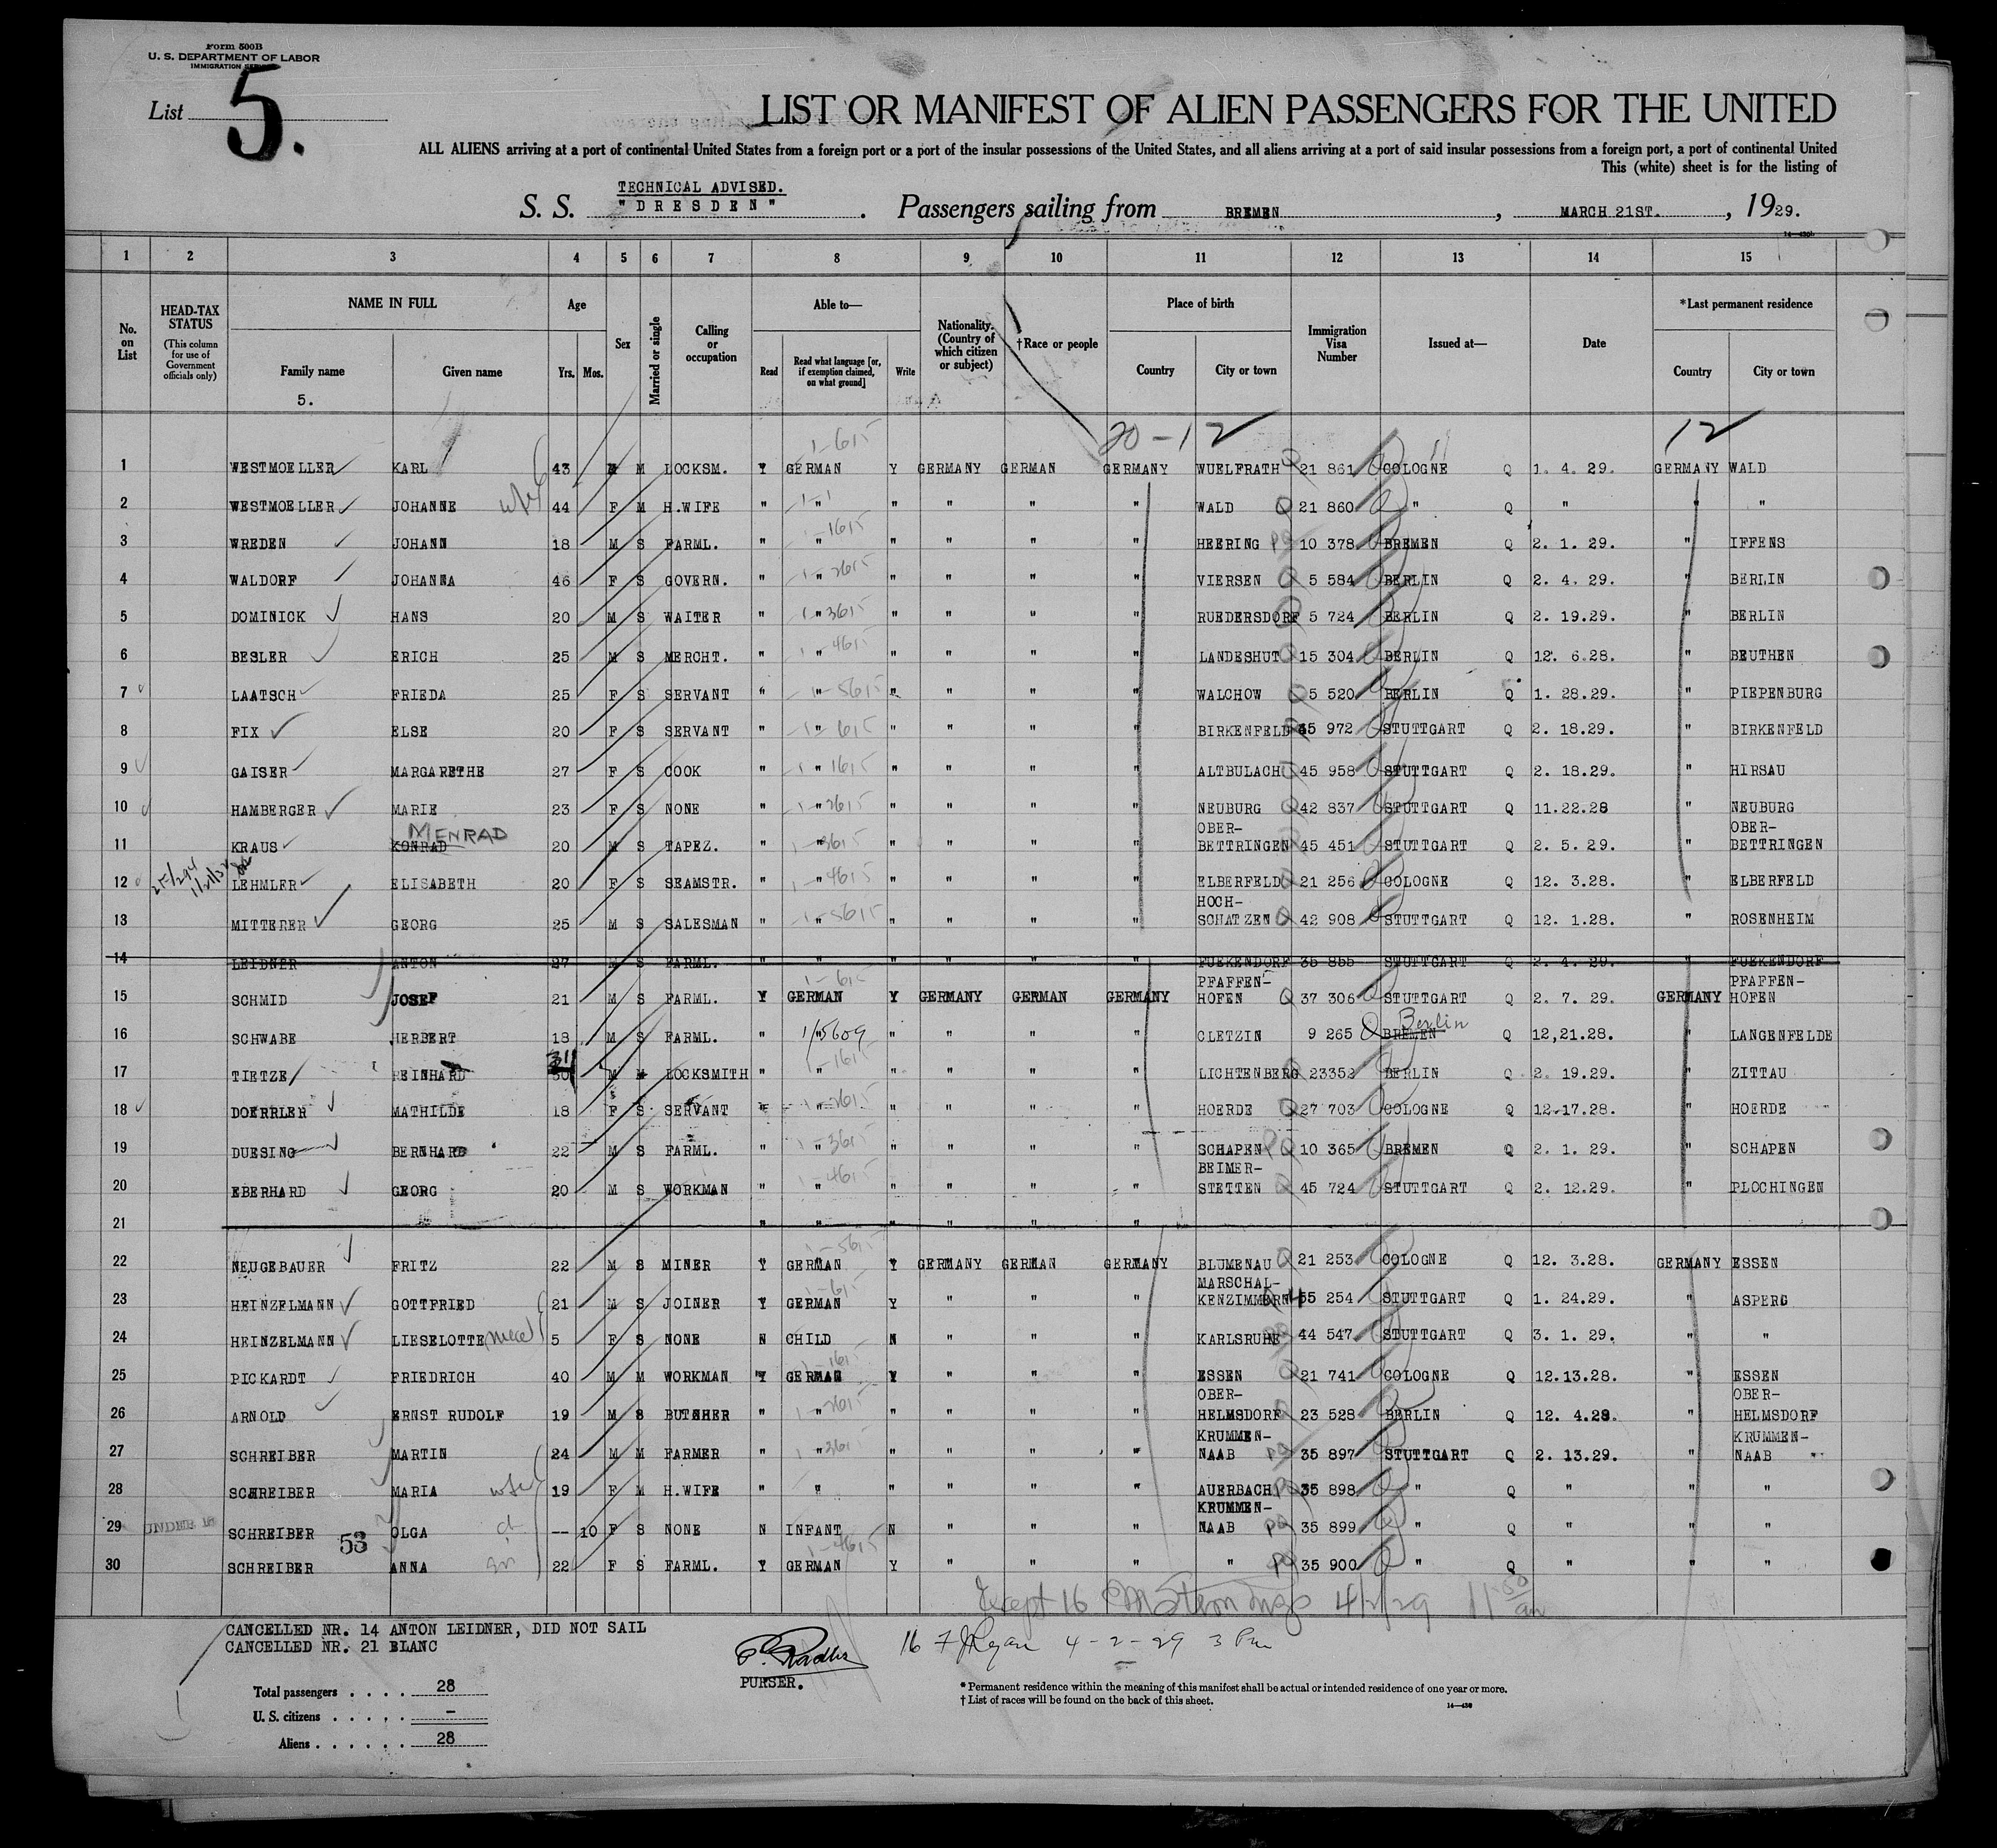 Form 500B
U. S. DEPARTMENT OF LABOR
IMMIGRATION SERVICE
List 5.
LIST OR MANIFEST OF ALIEN PASSENGERS FOR THE UNITED
ALL ALIENS arriving at a port of continental United States from a foreign port or a port of the insular possessions of the United States, and all aliens arriving at a port of said insular possessions from a foreign port, a port of continental United
This (white) sheet is for the listing of
TECHNICAL ADVISED.
S. S. "DRESDEN". Passengers sailing from BREMEN, MARCH 21ST., 1929.
1 2 3 4 5 6 7 8 9 10 11 12 13 14 15
No. on List
HEAD-TAX STATUS
(This column for use of Government officials only)
NAME IN FULL
Family name
Given name
5.
Age
Yrs. Mos.
Sex
Married or single
Calling or occupation
Able to—
Read
Read what language [or, if exemption claimed, on what ground]
Write
Nationality. (Country of which citizen or subject)
†Race or people
Place of birth
Country
City or town
Immigration Visa Number
Issued at—
Date
*Last permanent residence
Country
City or town
20-12 12
1 WESTMOELLER KARL 43 M M LOCKSM. Y GERMAN Y GERMANY GERMAN GERMANY WUELFRATH 21 861 COLOGNE Q 1. 4. 29. GERMANY WALD
2 WESTMOELLER JOHANNE wife 44 F M H.WIFE " " " " " " WALD 21 860 " Q " " "
3 WREDEN JOHANN 18 M S FARML. " " " " " " HEERING 10 378 BREMEN Q 2. 1. 29. " IFFENS
4 WALDORF JOHANNA 46 F S GOVERN. " " " " " " VIERSEN 5 584 BERLIN Q 2. 4. 29. " BERLIN
5 DOMINICK HANS 20 M S WAITER " " " " " " RUEDERSDORF 5 724 BERLIN Q 2. 19.29. " BERLIN
6 BESLER ERICH 25 M S MERCHT. " " " " " " LANDESHUT 15 304 BERLIN Q 12. 6.28. " BEUTHEN
7 LAATSCH FRIEDA 25 F S SERVANT " " " " " " WALCHOW 5 520 BERLIN Q 1. 28.29. " PIEPENBURG
8 FIX ELSE 20 F S SERVANT " " " " " " BIRKENFELD 45 972 STUTTGART Q 2. 18.29. " BIRKENFELD
9 GAISER MARGARETHE 27 F S COOK " " " " " " ALTBULACH 45 958 STUTTGART Q 2. 18.29. " HIRSAU
10 HAMBERGER MARIE 23 F S NONE " " " " " " NEUBURG 42 837 STUTTGART Q 11.22.28 " NEUBURG
MENRAD
11 KRAUS KONRAD 20 M S TAPEZ. " " " " " " OBER-BETTRINGEN 45 451 STUTTGART Q 2. 5. 29. " OBER-BETTRINGEN
12 LEHMLER ELISABETH 20 F S SEAMSTR. " " " " " " ELBERFELD 21 256 COLOGNE Q 12. 3.28. " ELBERFELD
13 MITTERER GEORG 25 M S SALESMAN " " " " " " HOCH-SCHATZEN 42 908 STUTTGART Q 12. 1.28. " ROSENHEIM
14 LEIDNER ANTON 27 M S FARML. " " " " " " FUEKENDORF 35 855 STUTTGART Q 2. 4. 29. " FUEKENDORF
15 SCHMID JOSEF 21 M S FARML. Y GERMAN Y GERMANY GERMAN GERMANY PFAFFEN-HOFEN 37 306 STUTTGART Q 2. 7. 29. GERMANY PFAFFEN-HOFEN
16 SCHWABE HERBERT 18 M S FARML. " " " " " " CLETZIN 9 265 BREMEN Berlin Q 12,21.28. " LANGENFELDE
17 TIETZE REINHARD 30 31 M M LOCKSMITH " " " " " " LICHTENBERG 23352 BERLIN Q 2. 19.29. " ZITTAU
18 DOERRLER MATHILDE 18 F S SERVANT " " " " " " HOERDE 27 703 COLOGNE Q 12.17.28. " HOERDE
19 DUESING BERNHARD 22 M S FARML. " " " " " " SCHAPEN 10 365 BREMEN Q 2. 1. 29. " SCHAPEN
20 EBERHARD GEORG 20 M S WORKMAN " " " " " " BEIMER-STETTEN 45 724 STUTTGART Q 2. 12.29. " PLOCHINGEN
21 " " " " " "
22 NEUGEBAUER FRITZ 22 M S MINER Y GERMAN Y GERMANY GERMAN GERMANY BLUMENAU 21 253 COLOGNE Q 12. 3.28. GERMANY ESSEN
23 HEINZELMANN GOTTFRIED 21 M S JOINER Y GERMAN Y " " " MARSCHAL-KENZIMMERN 45 254 STUTTGART Q 1. 24.29. " ASPERG
24 HEINZELMANN LIESELOTTE niece 5 F S NONE N CHILD N " " " KARLSRUHE 44 547 STUTTGART Q 3. 1. 29. " "
25 PICKARDT FRIEDRICH 40 M M WORKMAN Y GERMAN Y " " " ESSEN 21 741 COLOGNE Q 12.13.28. " ESSEN
26 ARNOLD ERNST RUDOLF 19 M S BUTCHER " " " " " " OBER-HELMSDORF 23 528 BERLIN Q 12. 4.28. " OBER-HELMSDORF
27 SCHREIBER MARTIN 24 M M FARMER " " " " " " KRUMMEN-NAAB 35 897 STUTTGART Q 2. 13.29. " KRUMMEN-NAAB
28 SCHREIBER MARIA wife 19 F M H.WIFE " " " " " " AUERBACH 35 898 " Q " " "
29 UNDER 16 SCHREIBER OLGA -- 10 F S NONE N INFANT N " " " KRUMMEN-NAAB 35 899 " Q " " "
53
30 SCHREIBER ANNA 22 F S FARML. Y GERMAN Y " " " " 35 900 " Q " " "
Except 16 4/2/29
CANCELLED NR. 14 ANTON LEIDNER, DID NOT SAIL
CANCELLED NR. 21 BLANC
16 4-2-29 3 Pm
PURSER.
Total passengers . . . . 28
U. S. citizens . . . . . -
Aliens . . . . . . 28
* Permanent residence within the meaning of this manifest shall be actual or intended residence of one year or more.
† List of races will be found on the back of this sheet.